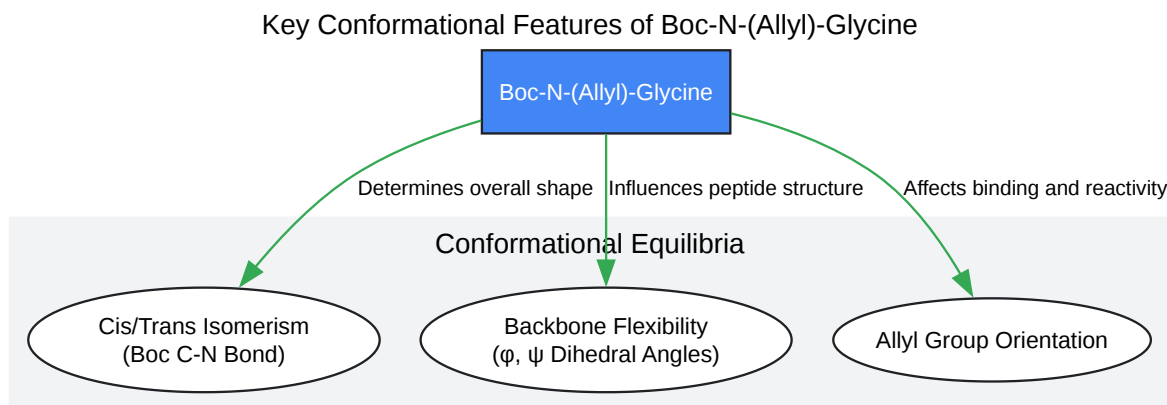 Key Conformational Features of Boc-N-(Allyl)-Glycine
Boc-N-(Allyl)-Glycine
Determines overall shape
Influences peptide structure
Affects binding and reactivity
Conformational Equilibria
Cis/Trans Isomerism
(Boc C-N Bond)
Backbone Flexibility
(φ, ψ Dihedral Angles)
Allyl Group Orientation